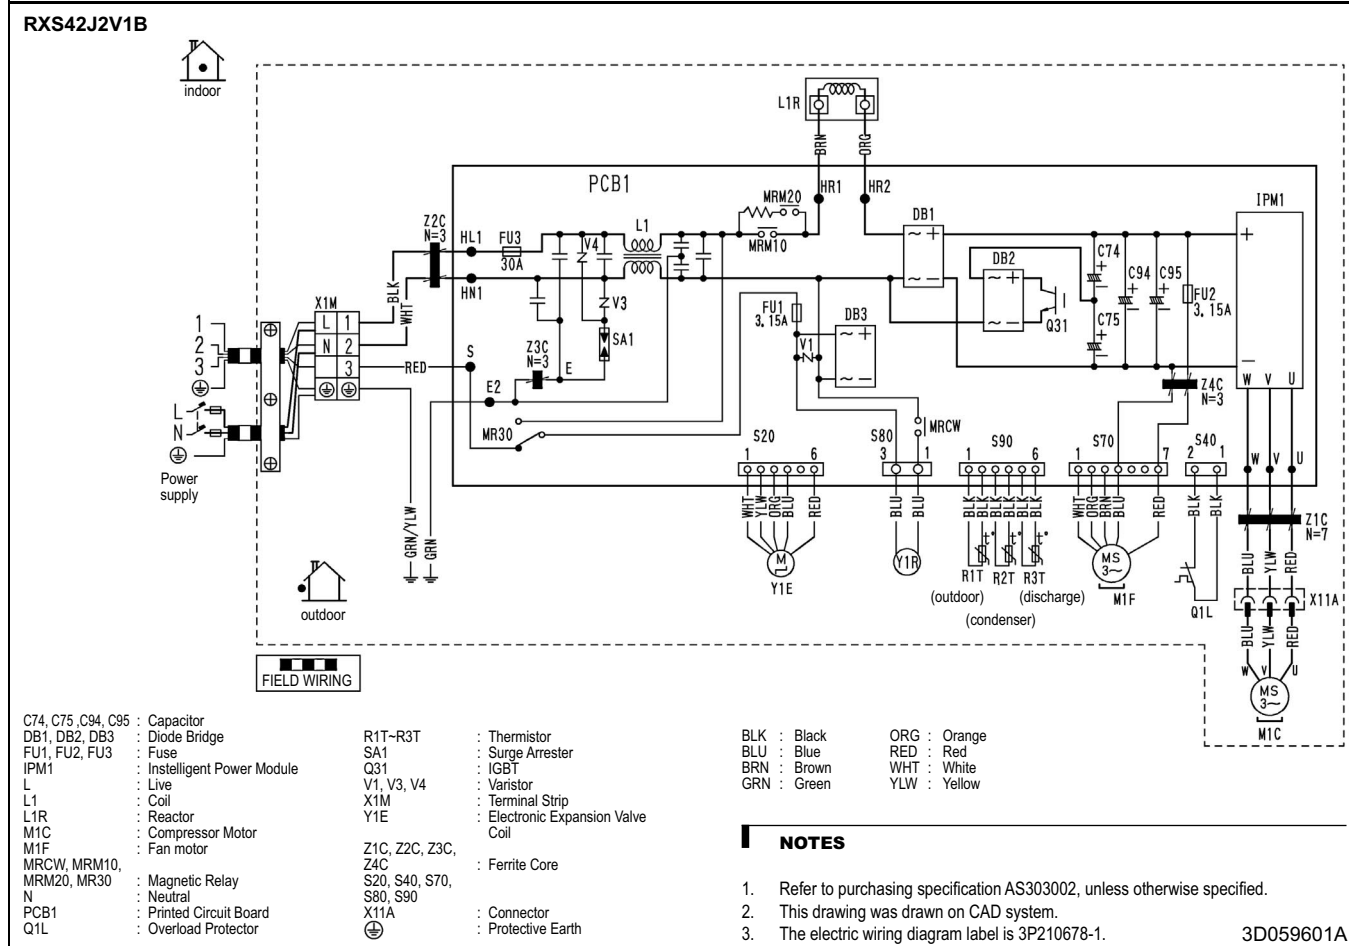 RXS42J2V1B
indoor
L1R
BRN
ORG
PCB1
HR1
HR2
MRM20
MRM10
IPM1
Z2C
N=3
HL1
FU3
30A
L1
V4
DB1
~ +
~ −
DB2
~ +
~ −
Q31
C74
C94
C95
C75
FU2
3.15A
+
−
HN1
BLK
WHT
V3
SA1
FU1
3.15A
DB3
~ +
~ −
V1
X1M
L 1
N 2
3
1
2
3
L
N
Power
supply
RED
S
Z3C
N=3
E
E2
MR30
W V U
Z4C
N=3
MRCW
S20
1 6
S80
3 1
S90
1 6
S70
1 7
S40
2 1
W V U
GRN/YLW
GRN
WHT
YLW
ORG
BLU
RED
BLU
BLU
BLK
BLK
BLK
BLK
BLK
BLK
WHT
ORG
BRN
BLU
RED
BLK
BLK
Z1C
N=7
M
Y1E
Y1R
t°
t°
t°
R1T
R2T
R3T
(outdoor)
(discharge)
(condenser)
MS
3~
M1F
Q1L
BLU
YLW
RED
X11A
BLU
YLW
RED
W V U
MS
3~
M1C
outdoor
FIELD WIRING
C74, C75 ,C94, C95 : Capacitor
DB1, DB2, DB3 : Diode Bridge
FU1, FU2, FU3 : Fuse
IPM1 : Instelligent Power Module
L : Live
L1 : Coil
L1R : Reactor
M1C : Compressor Motor
M1F : Fan motor
MRCW, MRM10,
MRM20, MR30 : Magnetic Relay
N : Neutral
PCB1 : Printed Circuit Board
Q1L : Overload Protector
R1T~R3T : Thermistor
SA1 : Surge Arrester
Q31 : IGBT
V1, V3, V4 : Varistor
X1M : Terminal Strip
Y1E : Electronic Expansion Valve
Coil
Z1C, Z2C, Z3C,
Z4C : Ferrite Core
S20, S40, S70,
S80, S90
X11A : Connector
: Protective Earth
BLK : Black
BLU : Blue
BRN : Brown
GRN : Green
ORG : Orange
RED : Red
WHT : White
YLW : Yellow
NOTES
1. Refer to purchasing specification AS303002, unless otherwise specified.
2. This drawing was drawn on CAD system.
3. The electric wiring diagram label is 3P210678-1.
3D059601A